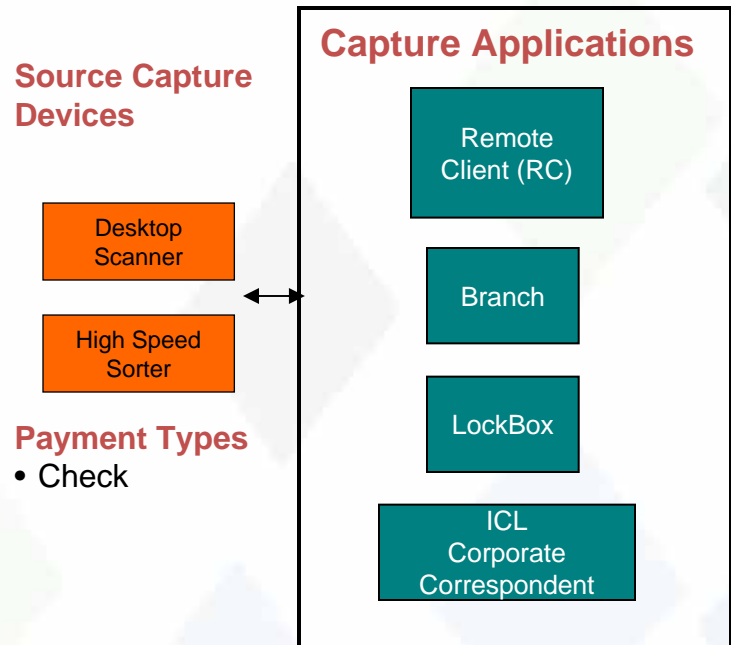 Source Capture
Devices
Desktop
Scanner
High Speed
Sorter
Payment Types
• Check
Capture Applications
Remote
Client (RC)
Branch
LockBox
ICL
Corporate
Correspondent